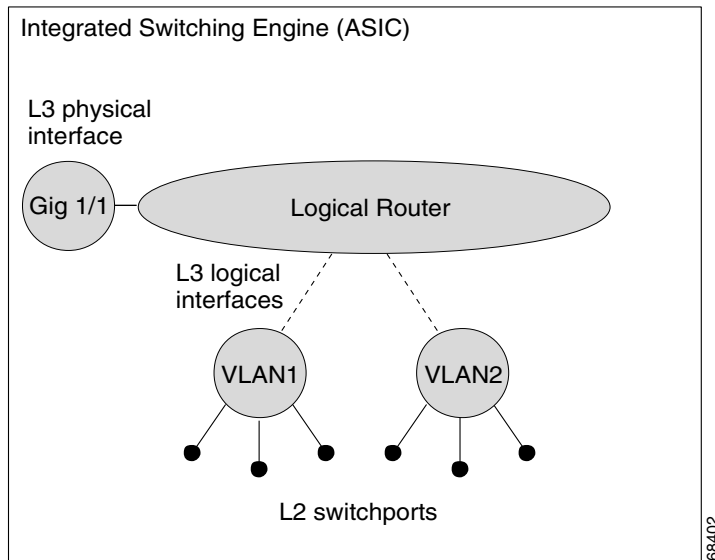 Integrated Switching Engine (ASIC)
L3 physical
interface
Gig 1/1
Logical Router
L3 logical
interfaces
VLAN1
VLAN2
L2 switchports
68402